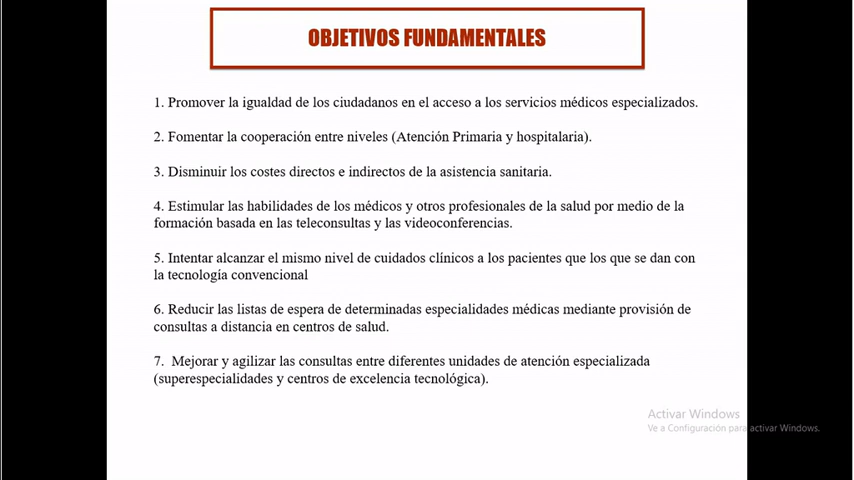 OBJETIVOS FUNDAMENTALES
1. Promover la igualdad de los ciudadanos en el acceso a los servicios médicos especializados.
2. Fomentar la cooperación entre niveles (Atención Primaria y hospitalaria).
3. Disminuir los costes directos e indirectos de la asistencia sanitaria.
4. Estimular las habilidades de los médicos y otros profesionales de la salud por medio de la
formación basada en las teleconsultas y las videoconferencias.
5. Intentar alcanzar el mismo nivel de cuidados clínicos a los pacientes que los que se dan con
la tecnología convencional
6. Reducir las listas de espera de determinadas especialidades médicas mediante provisión de
consultas a distancia en centros de salud.
7. Mejorar y agilizar las consultas entre diferentes unidades de atención especializada
(superespecialidades y centros de excelencia tecnológica).
Activar Windows
Ve a Configuración para activar Windows.